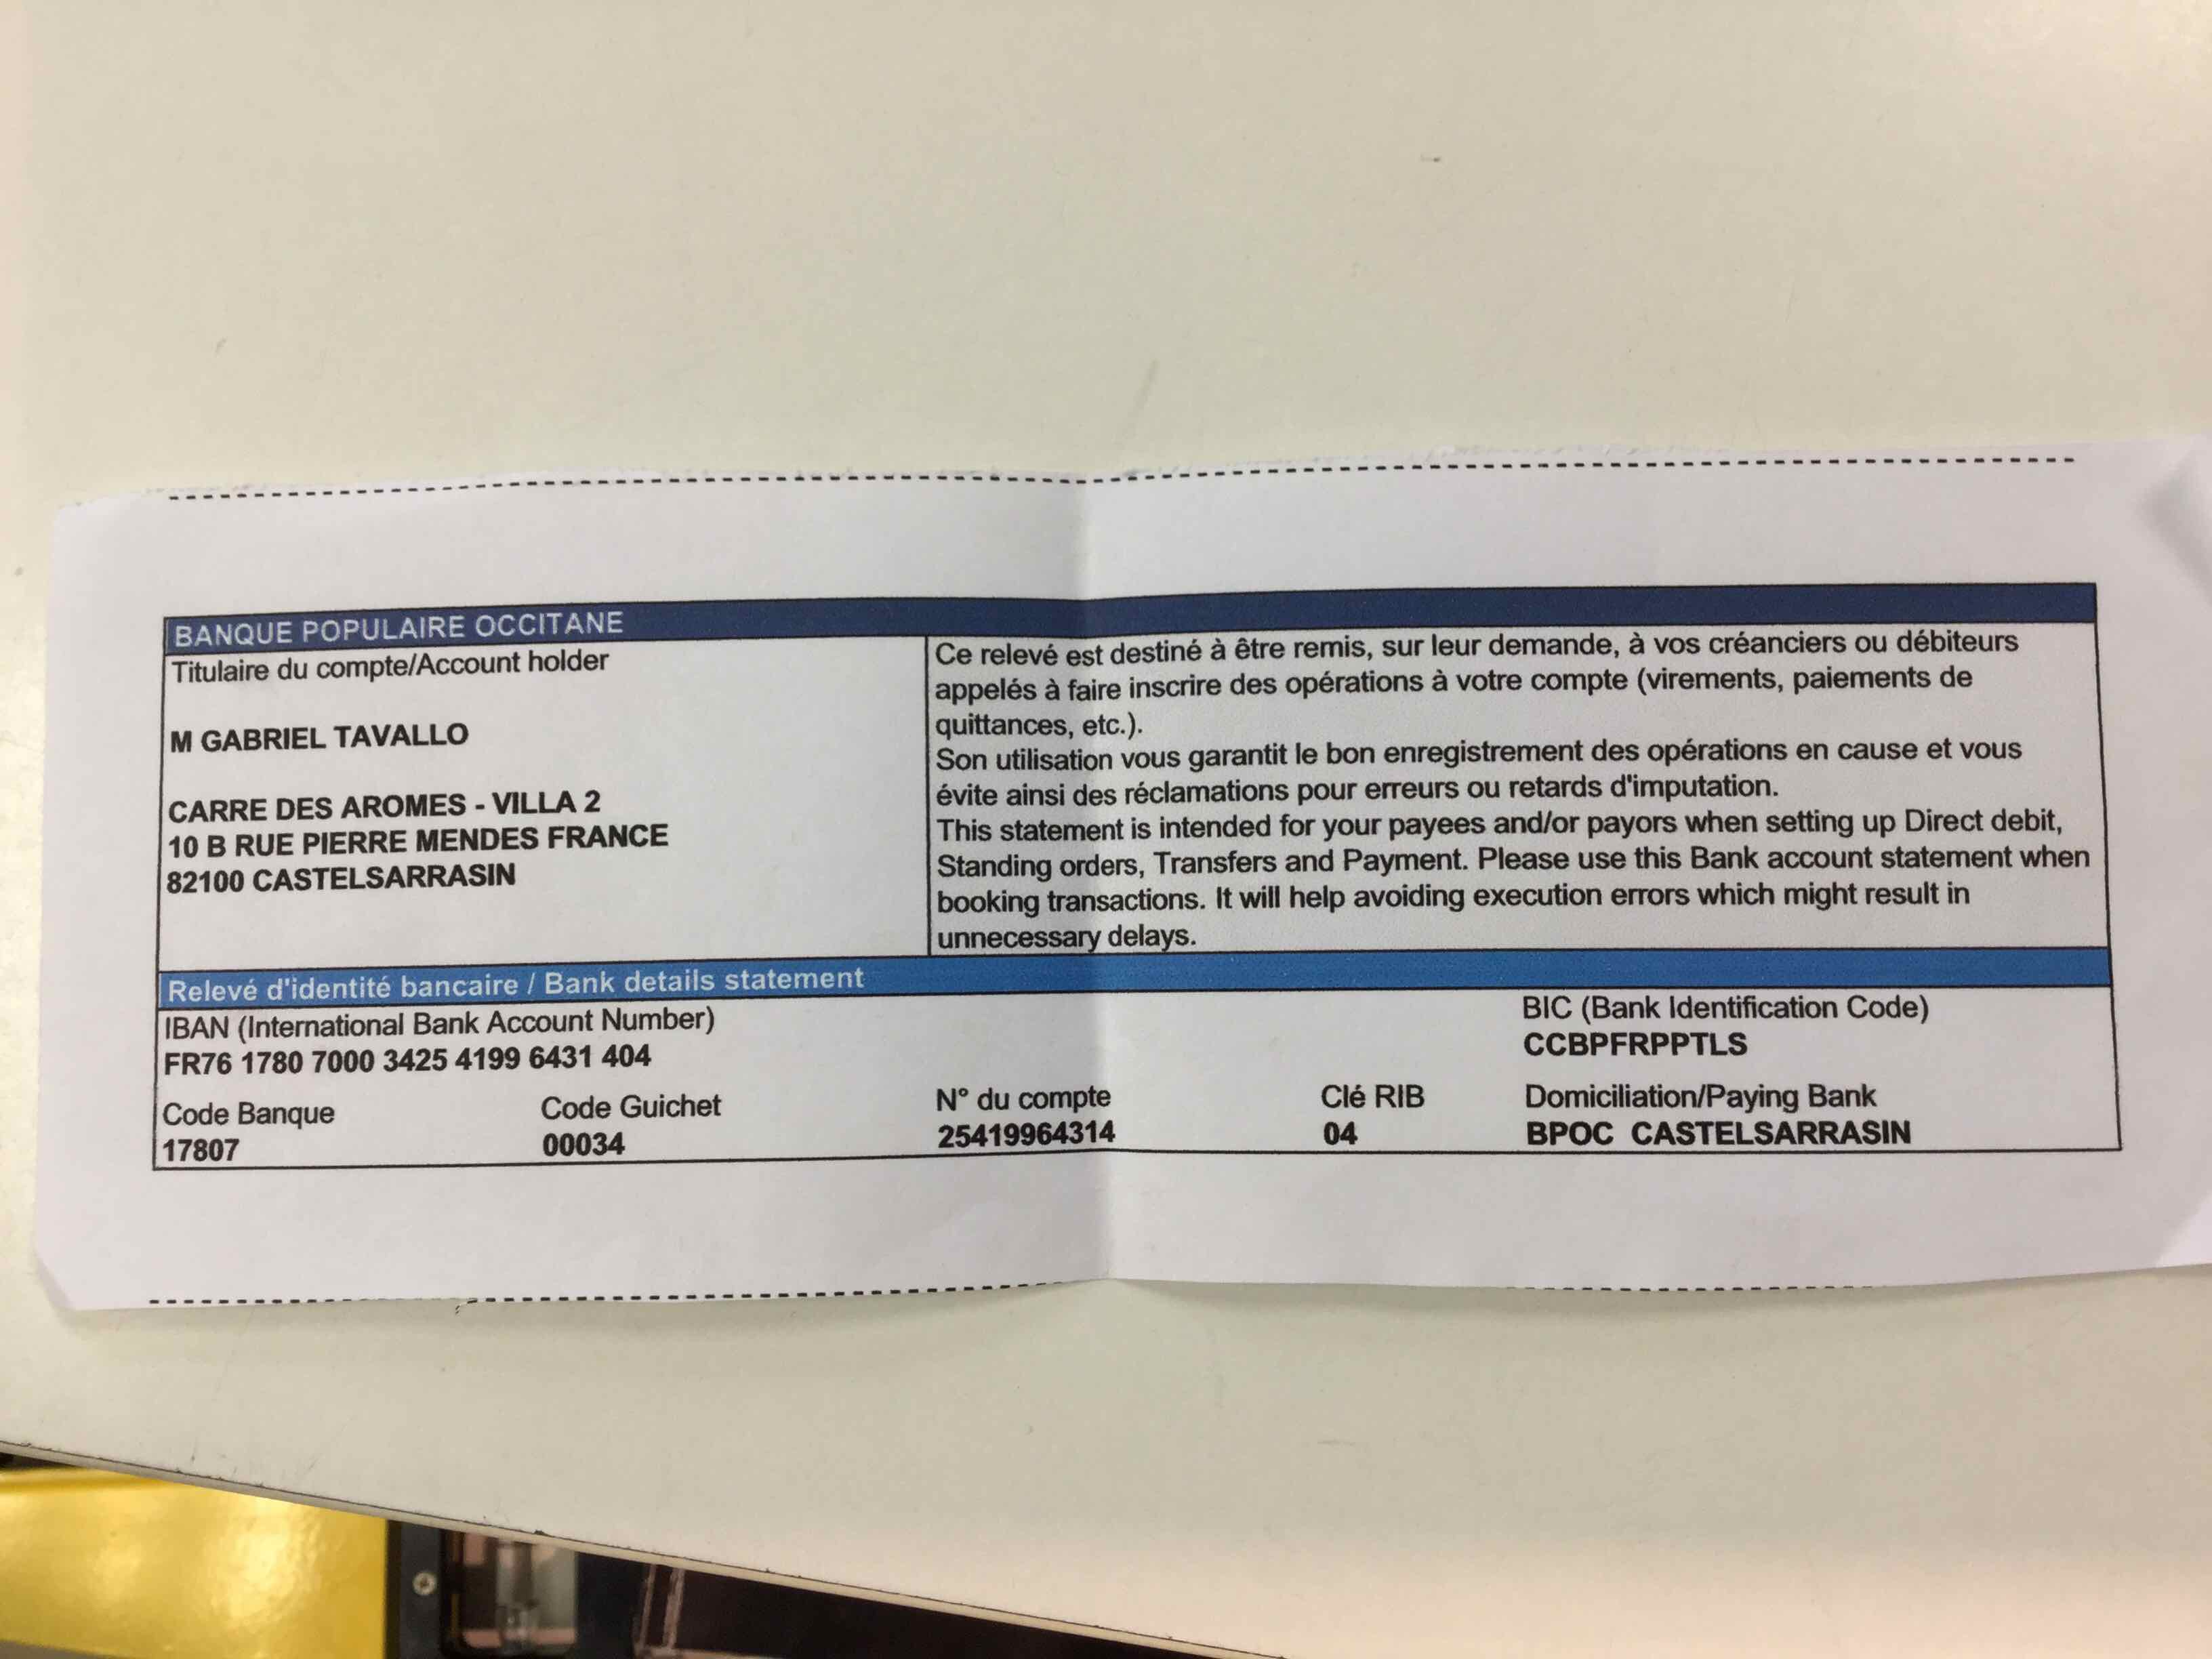 BANQUE POPULAIRE OCCITANE
Titulaire du compte/Account holder
M GABRIEL TAVALLO
CARRE DES AROMES - VILLA 2
10 B RUE PIERRE MENDES FRANCE
82100 CASTELSARRASIN
Ce relevé est destiné à être remis, sur leur demande, à vos créanciers ou débiteurs
appelés à faire inscrire des opérations à votre compte (virements, paiements de
quittances, etc.).
Son utilisation vous garantit le bon enregistrement des opérations en cause et vous
évite ainsi des réclamations pour erreurs ou retards d'imputation.
This statement is intended for your payees and/or payors when setting up Direct debit,
Standing orders, Transfers and Payment. Please use this Bank account statement when
booking transactions. It will help avoiding execution errors which might result in
unnecessary delays.
Relevé d'identité bancaire / Bank details statement
IBAN (International Bank Account Number)
FR76 1780 7000 3425 4199 6431 404
BIC (Bank Identification Code)
CCBPFRPPTLS
Code Banque
17807
Code Guichet
00034
N° du compte
25419964314
Clé RIB
04
Domiciliation/Paying Bank
BPOC CASTELSARRASIN